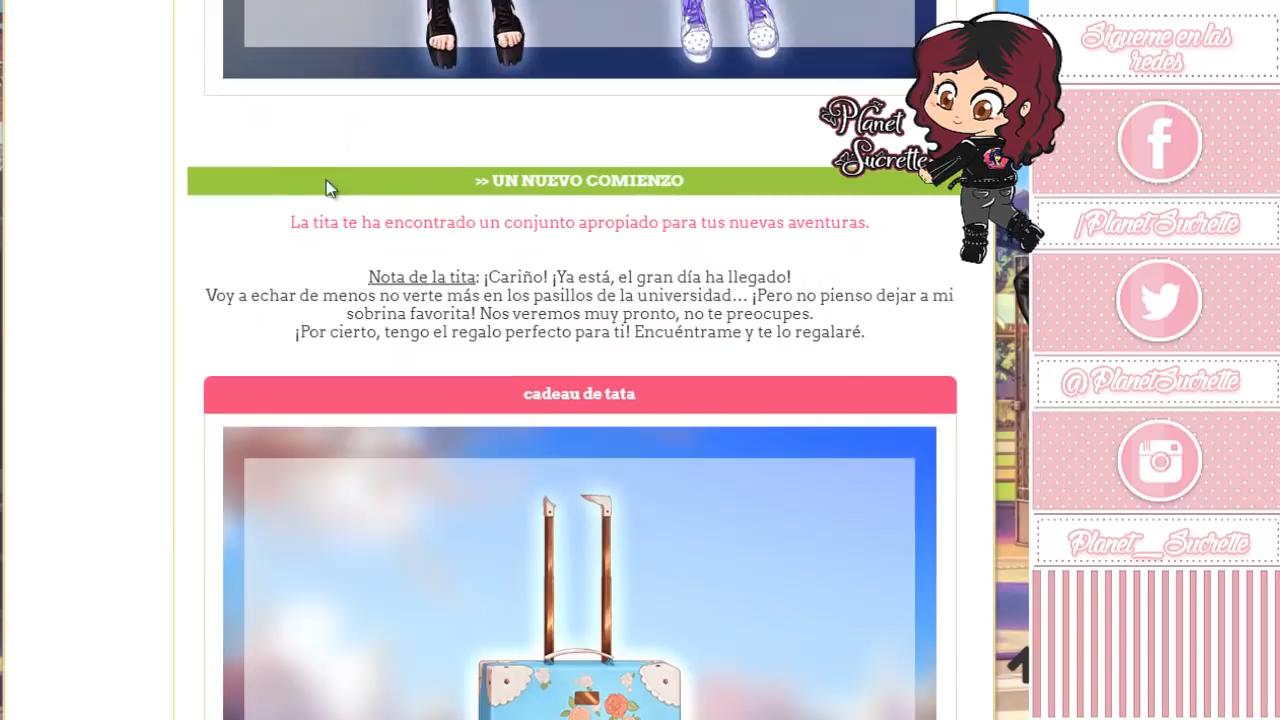 Sígueme en las
redes
Planet
Sucrette
>> UN NUEVO COMIENZO
La tita te ha encontrado un conjunto apropiado para tus nuevas aventuras.
/PlanetSucrette
Nota de la tita: ¡Cariño! ¡Ya está, el gran día ha llegado!
Voy a echar de menos no verte más en los pasillos de la universidad... ¡Pero no pienso dejar a mi
sobrina favorita! Nos veremos muy pronto, no te preocupes.
¡Por cierto, tengo el regalo perfecto para ti! Encuéntrame y te lo regalaré.
@PlanetSucrette
cadeau de tata
Planet__Sucrette